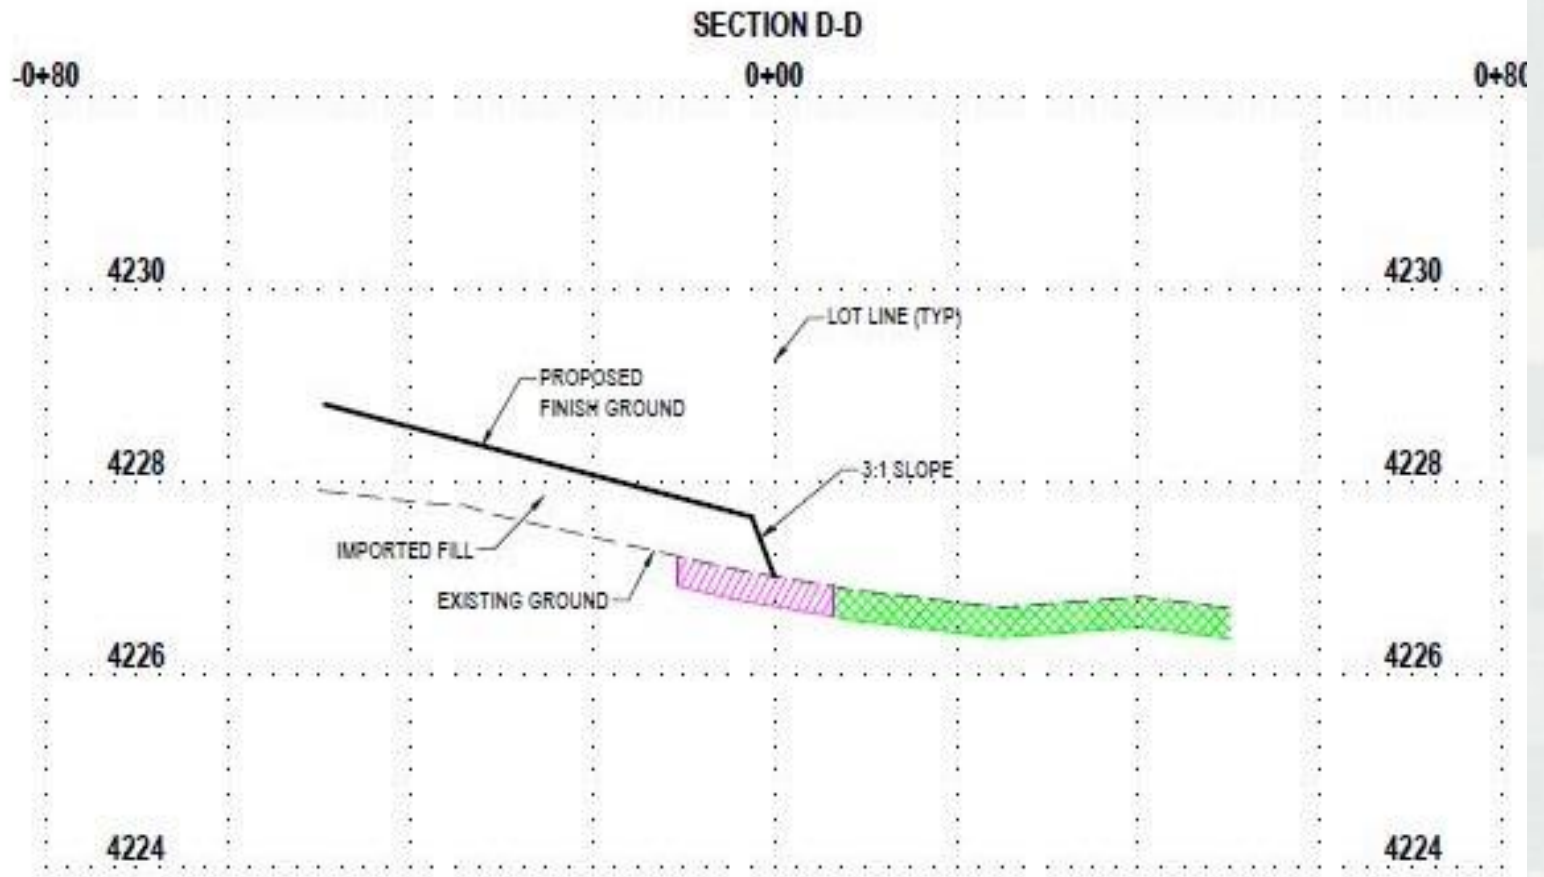 SECTION D-D
-0+80 0+00 0+80
4230 4230
LOT LINE (TYP)
PROPOSED
FINISH GROUND
4228 4228
3:1 SLOPE
IMPORTED FILL
EXISTING GROUND
4226 4226
4224 4224